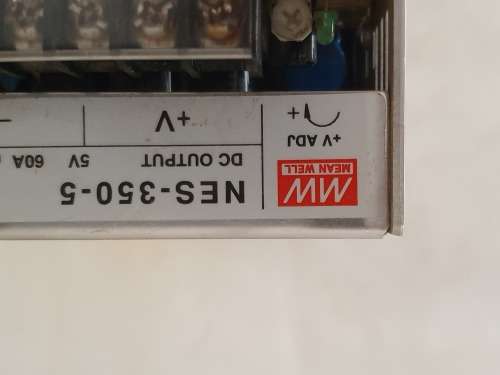 MW
MEAN WELL
NES-350-5
DC OUTPUT 5V 60A
+V ADJ
+
+V
−